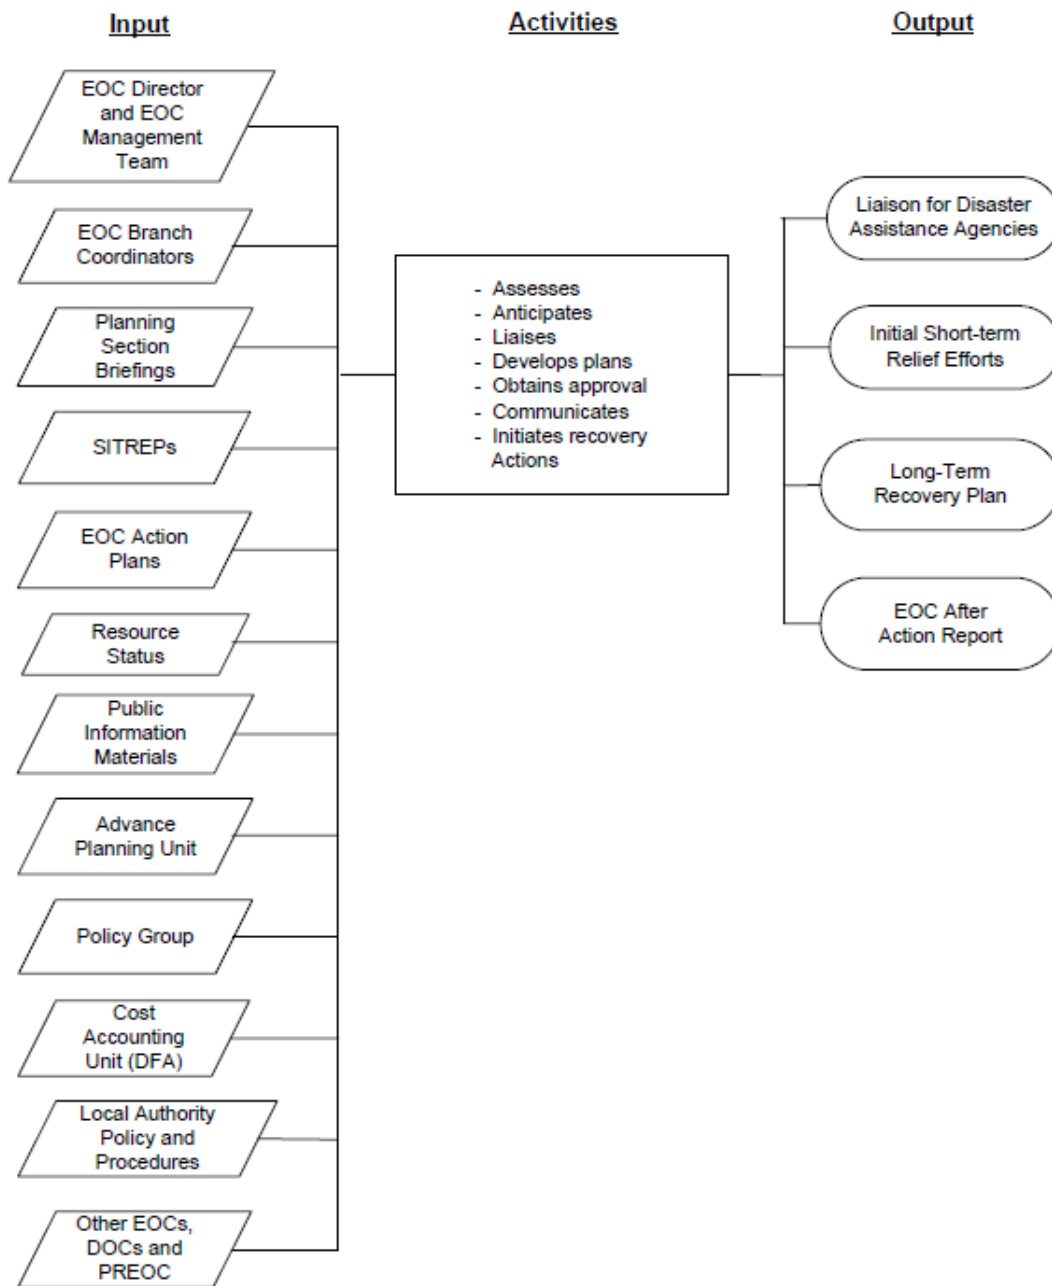 Input
Activities
Output
EOC Director
and EOC
Management
Team
EOC Branch
Coordinators
Planning
Section
Briefings
SITREPs
EOC Action
Plans
Resource
Status
Public
Information
Materials
Advance
Planning Unit
Policy Group
Cost
Accounting
Unit (DFA)
Local Authority
Policy and
Procedures
Other EOCs,
DOCs and
PREOC
- Assesses
- Anticipates
- Liaises
- Develops plans
- Obtains approval
- Communicates
- Initiates recovery
Actions
Liaison for Disaster
Assistance Agencies
Initial Short-term
Relief Efforts
Long-Term
Recovery Plan
EOC After
Action Report